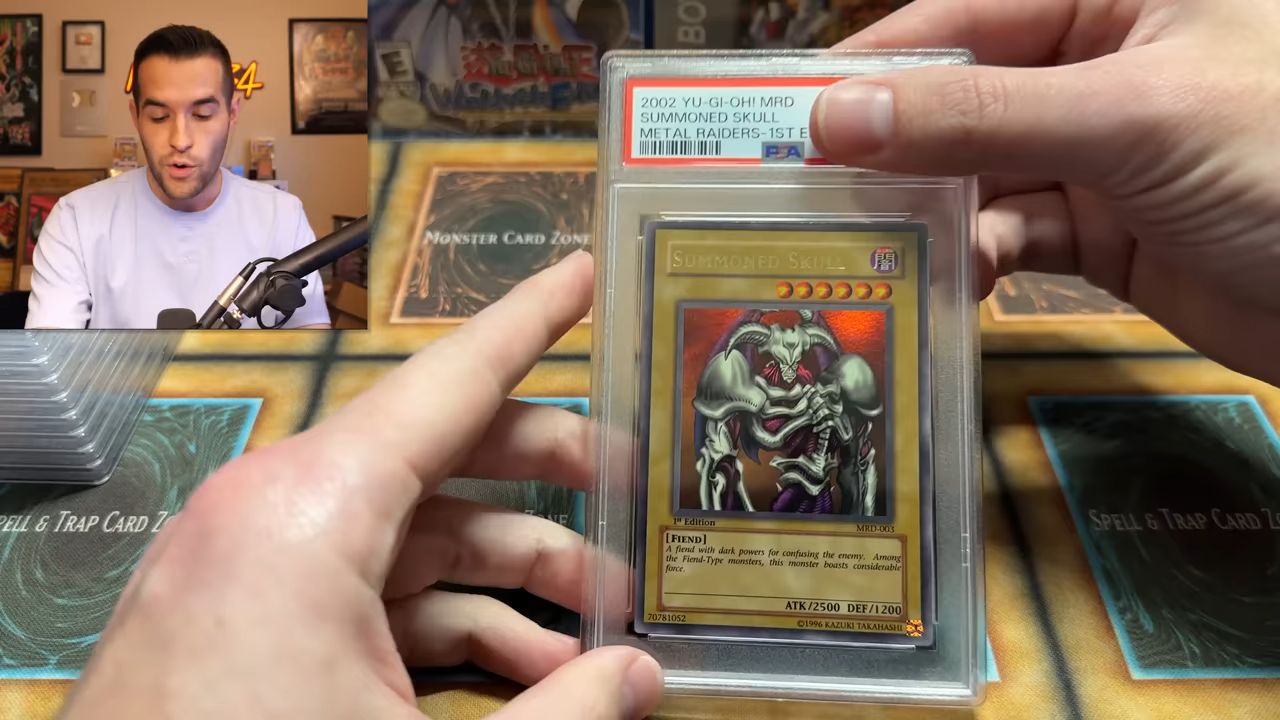 2002 YU-GI-OH! MRD
SUMMONED SKULL
METAL RAIDERS-1ST E
PSA
SUMMONED SKULL
闇
1st Edition
MRD-003
[FIEND]
A fiend with dark powers for confusing the enemy. Among
the Fiend-Type monsters, this monster boasts considerable
force.
ATK/2500 DEF/1200
70781052
©1996 KAZUKI TAKAHASHI
MONSTER CARD ZONE
SPELL & TRAP CARD ZO
ZONE
SPELL & TRAP CARD ZO
E
遊☆戯☆王
BO